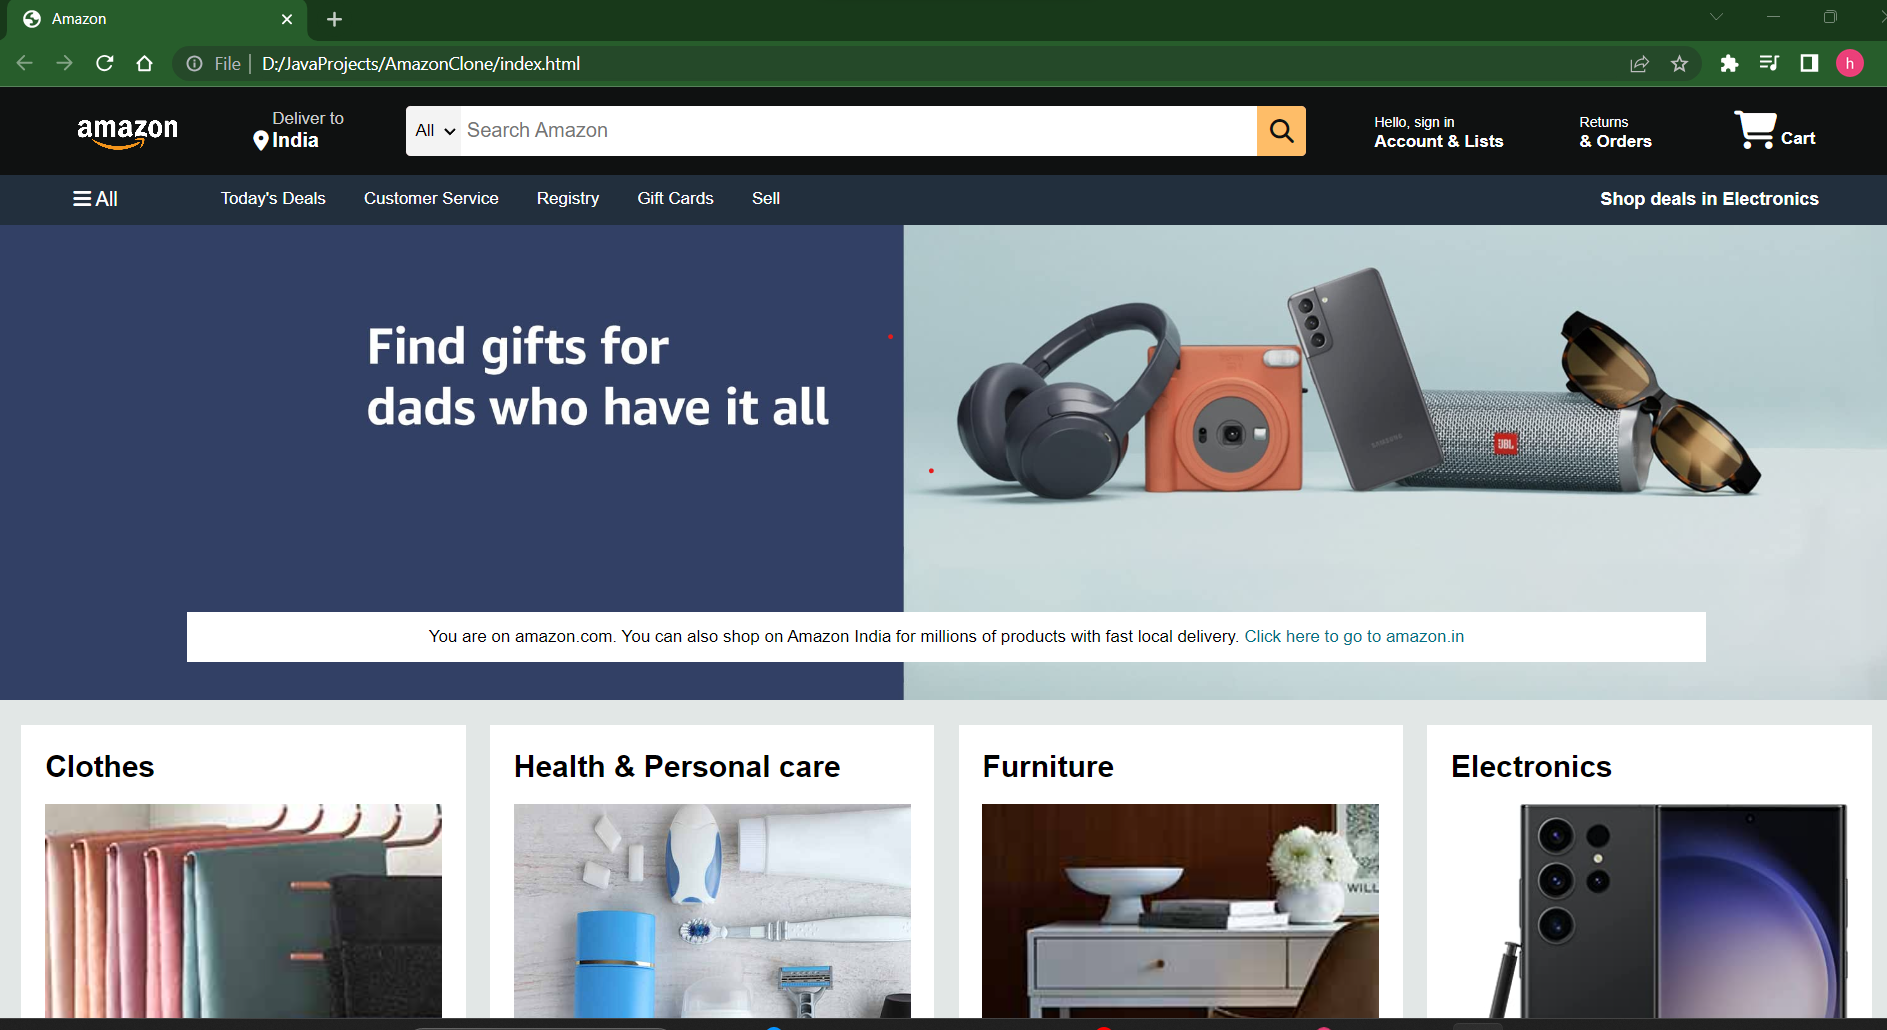 Amazon
File
D:/JavaProjects/AmazonClone/index.html
h
amazon
Deliver to
India
All
Search Amazon
Hello, sign in
Account & Lists
Returns
& Orders
Cart
All
Today's Deals
Customer Service
Registry
Gift Cards
Sell
Shop deals in Electronics
Find gifts for
dads who have it all
SAMSUNG
JBL
You are on amazon.com. You can also shop on Amazon India for millions of products with fast local delivery. Click here to go to amazon.in
Clothes
Health & Personal care
Furniture
Electronics
WILL